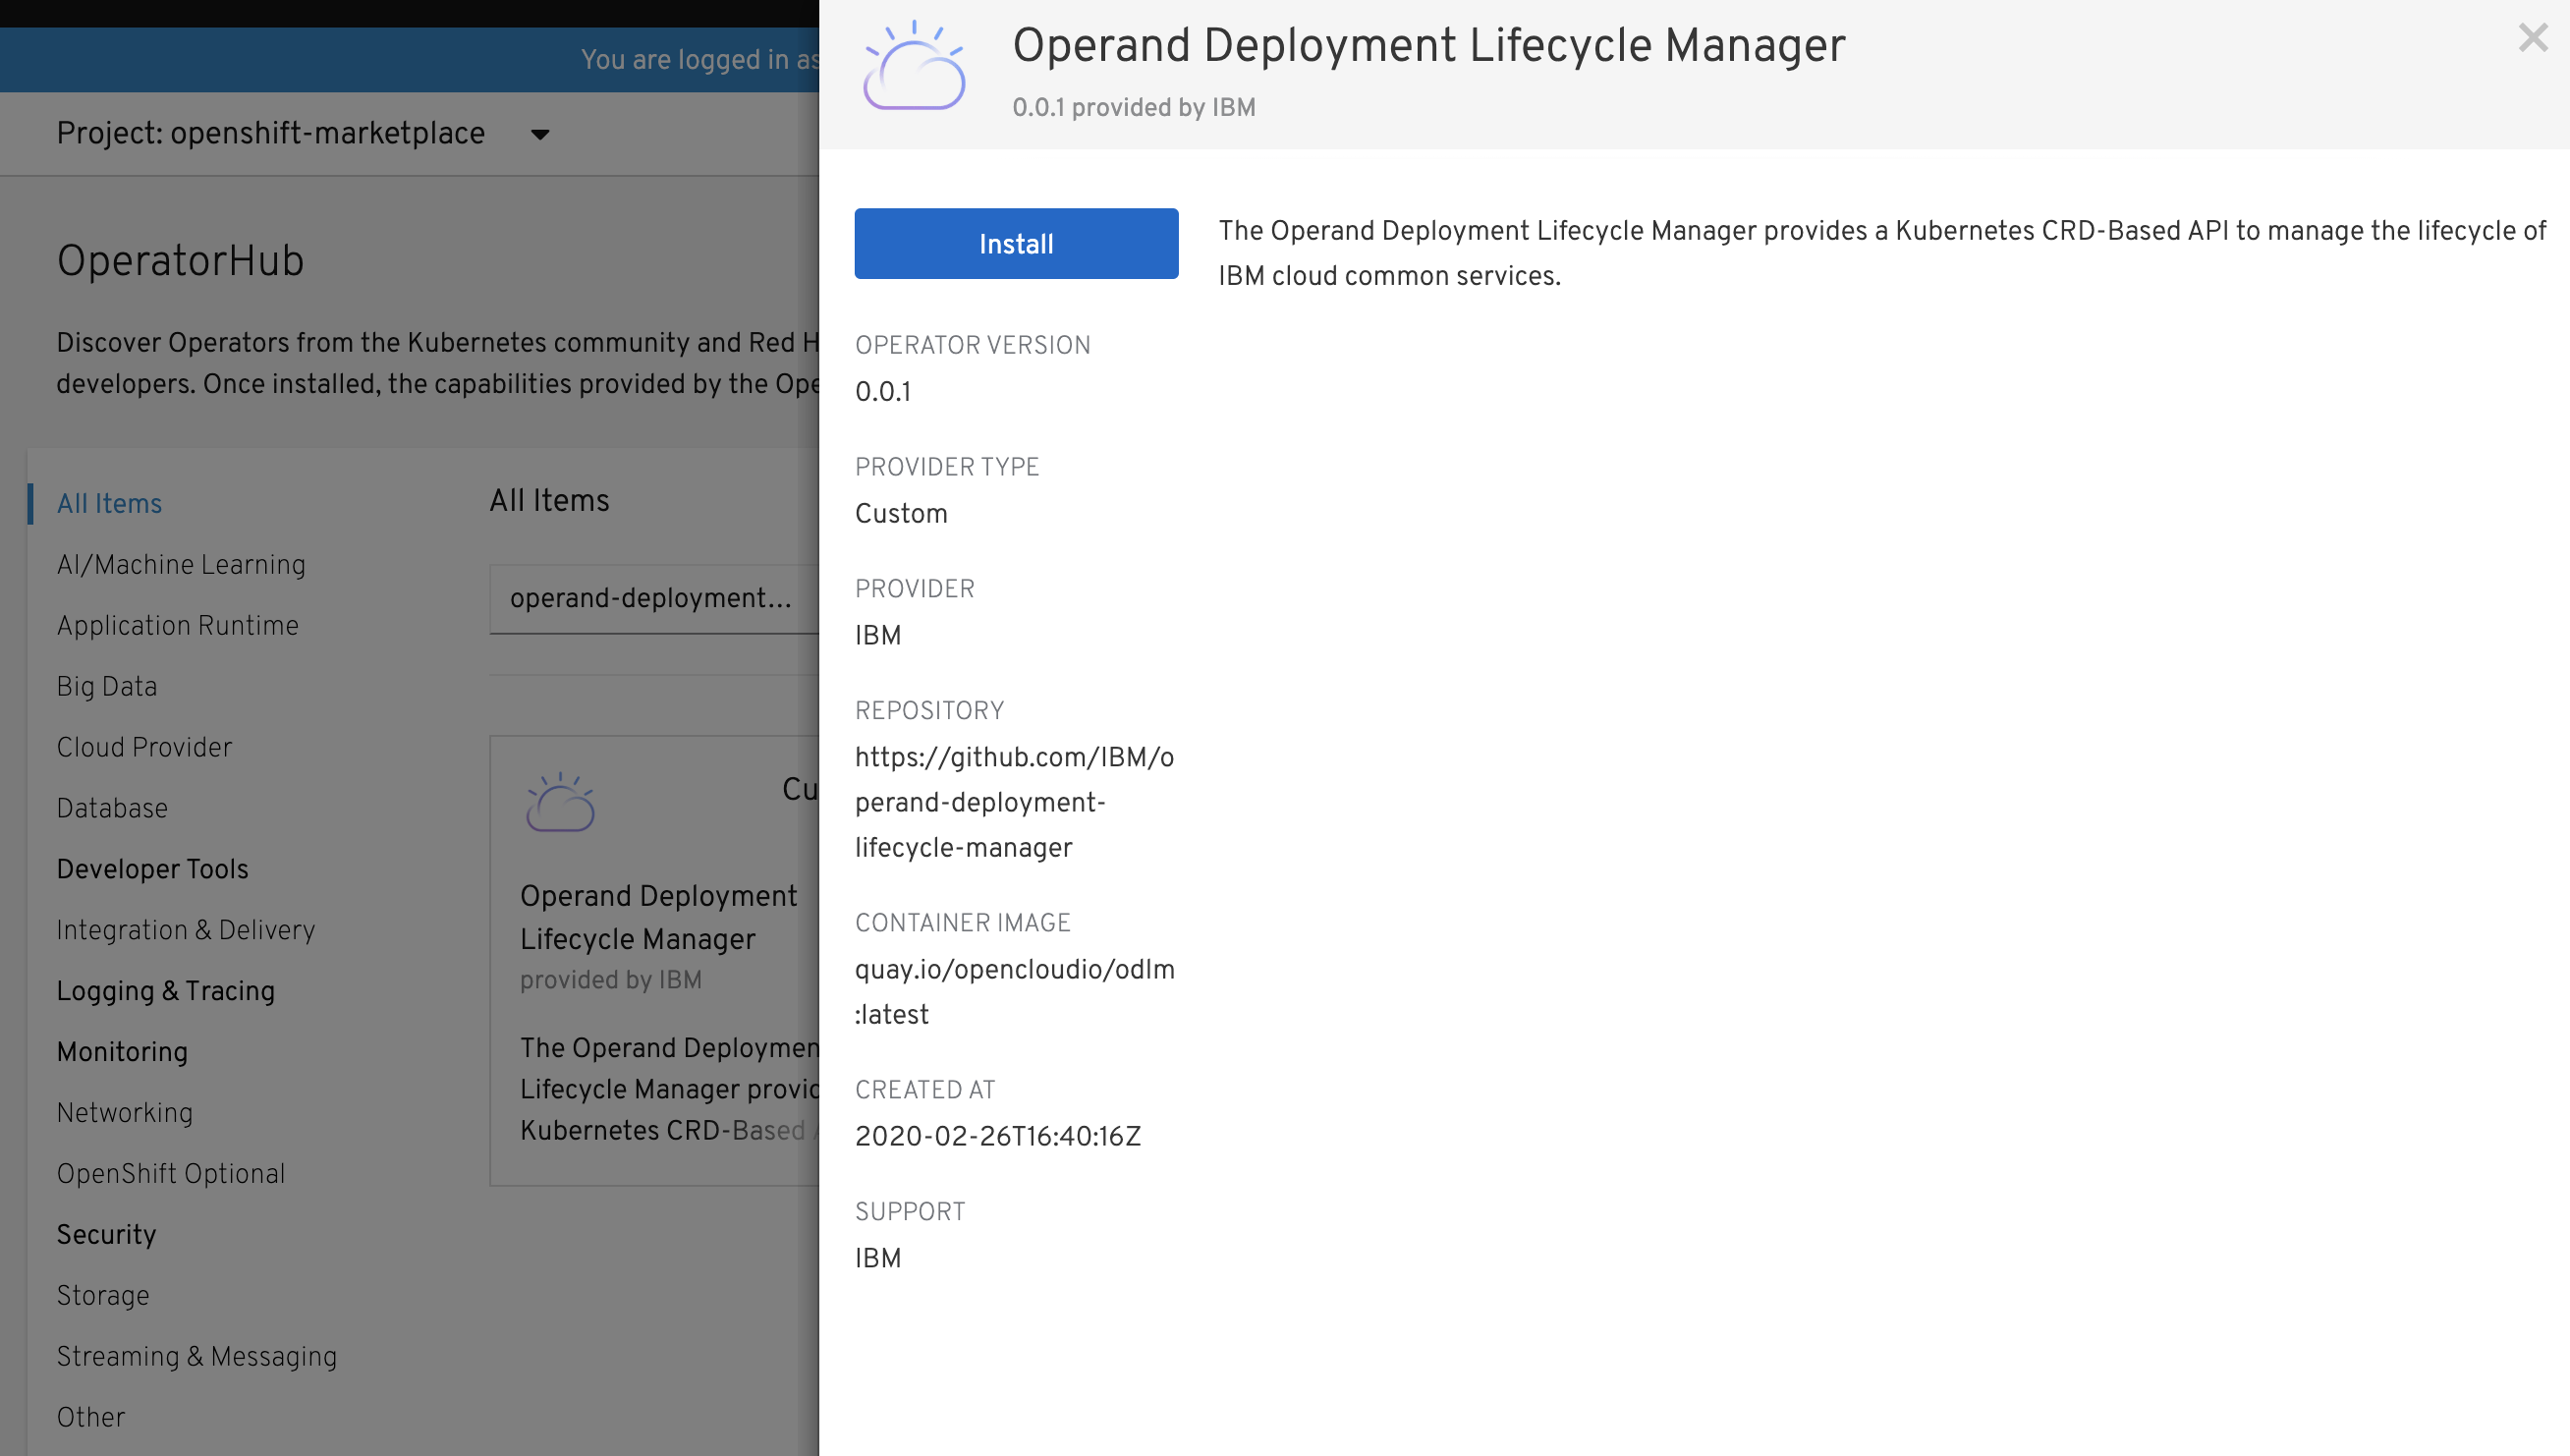 You are logged in as
Project: openshift-marketplace
OperatorHub
Discover Operators from the Kubernetes community and Red H
developers. Once installed, the capabilities provided by the Ope
All Items
AI/Machine Learning
Application Runtime
Big Data
Cloud Provider
Database
Developer Tools
Integration & Delivery
Logging & Tracing
Monitoring
Networking
OpenShift Optional
Security
Storage
Streaming & Messaging
Other
All Items
operand-deployment...
Cu
Operand Deployment
Lifecycle Manager
provided by IBM
The Operand Deploymen
Lifecycle Manager provid
Kubernetes CRD-Based A
Operand Deployment Lifecycle Manager
0.0.1 provided by IBM
Install
The Operand Deployment Lifecycle Manager provides a Kubernetes CRD-Based API to manage the lifecycle of
IBM cloud common services.
OPERATOR VERSION
0.0.1
PROVIDER TYPE
Custom
PROVIDER
IBM
REPOSITORY
https://github.com/IBM/o
perand-deployment-
lifecycle-manager
CONTAINER IMAGE
quay.io/opencloudio/odlm
:latest
CREATED AT
2020-02-26T16:40:16Z
SUPPORT
IBM